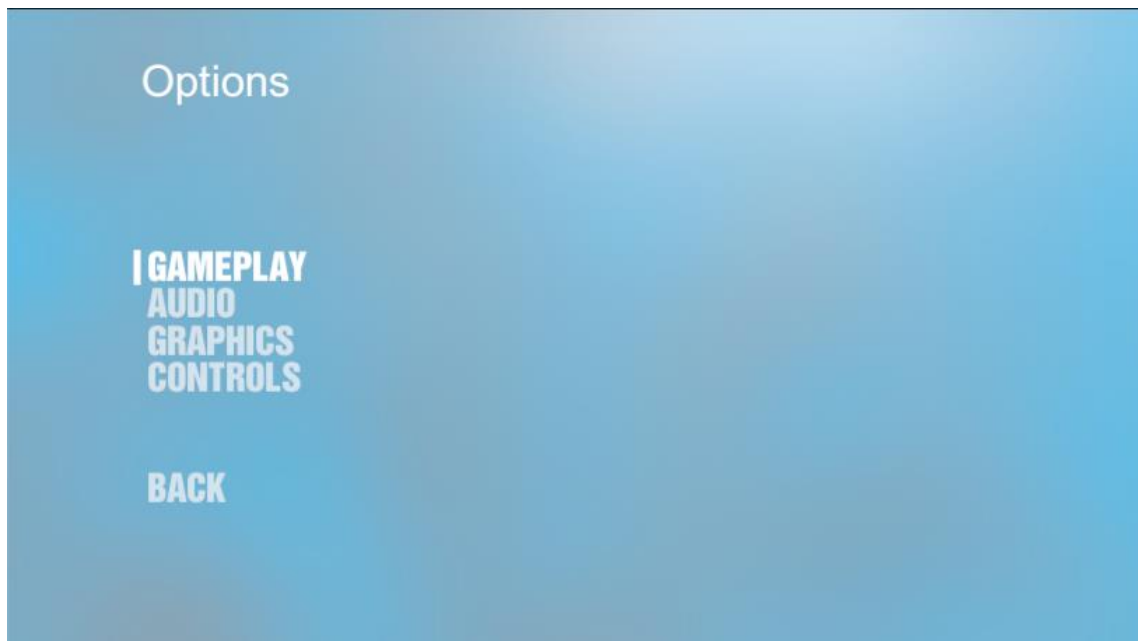 Options
GAMEPLAY
AUDIO
GRAPHICS
CONTROLS
BACK